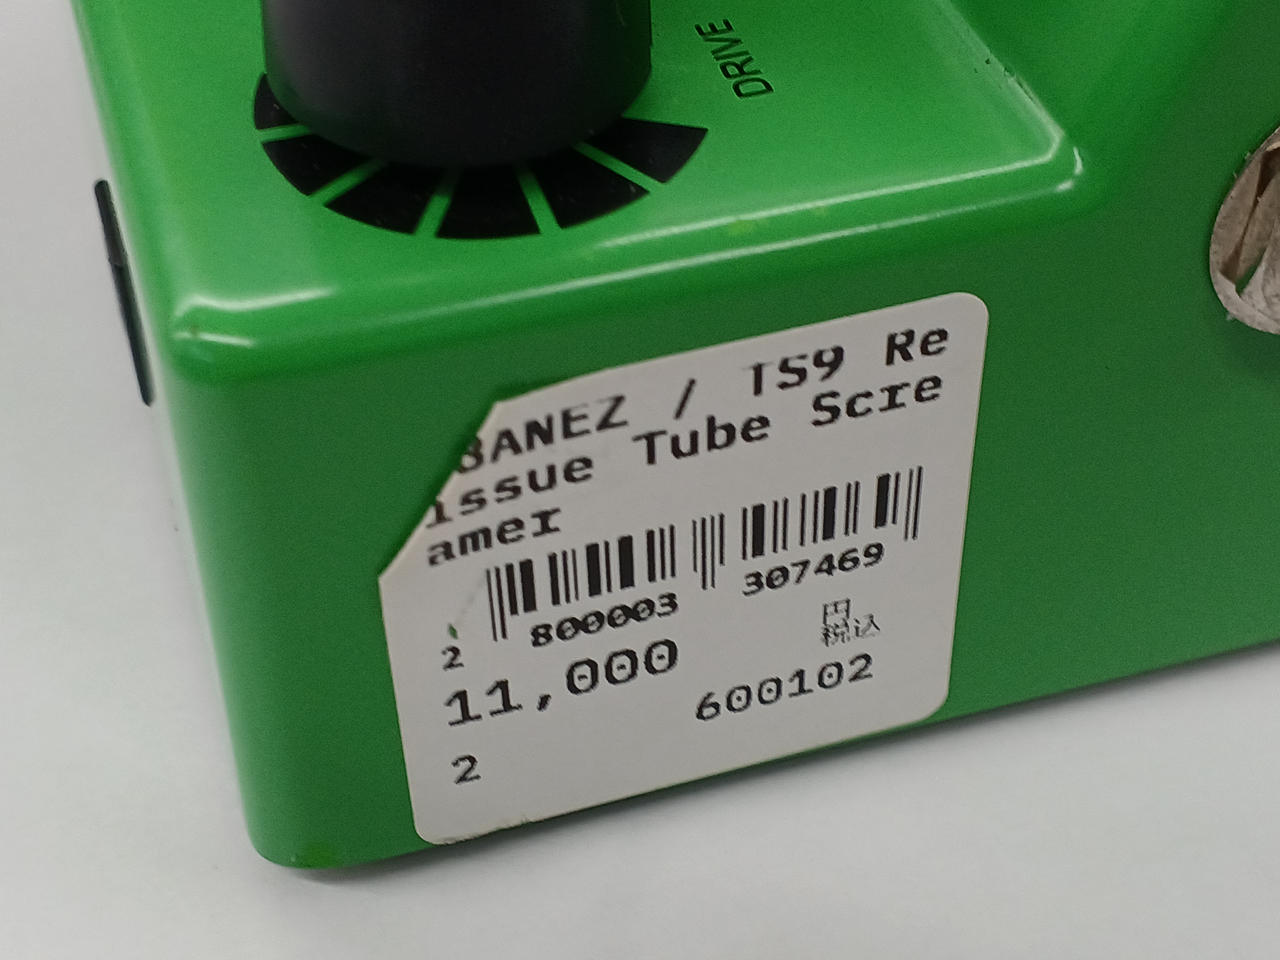 DRIVE
BANEZ / TS9 Re
issue Tube Scre
amer
2 800003 307469
11,000 円
税込
600102
2